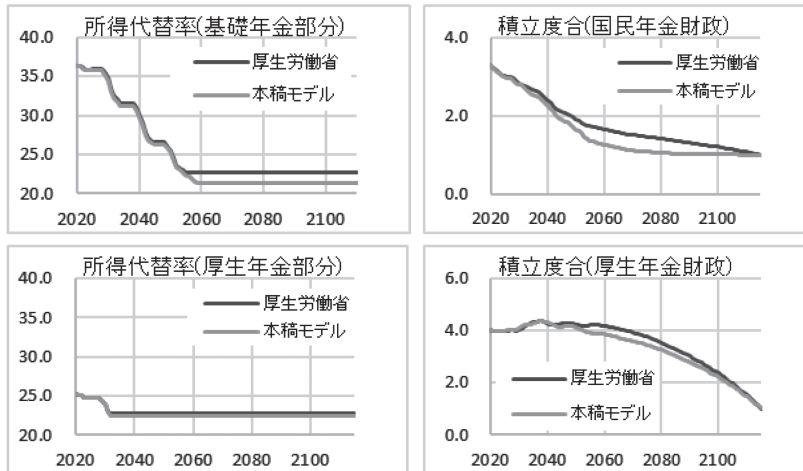 所得代替率(基礎年金部分)
40.0
35.0
30.0
25.0
20.0
厚生労働省
本稿モデル
2020 2040 2060 2080 2100
積立度合(国民年金財政)
4.0
2.0
0.0
厚生労働省
本稿モデル
2020 2040 2060 2080 2100
所得代替率(厚生年金部分)
40.0
35.0
30.0
25.0
20.0
厚生労働省
本稿モデル
2020 2040 2060 2080 2100
積立度合(厚生年金財政)
6.0
4.0
2.0
0.0
厚生労働省
本稿モデル
2020 2040 2060 2080 2100